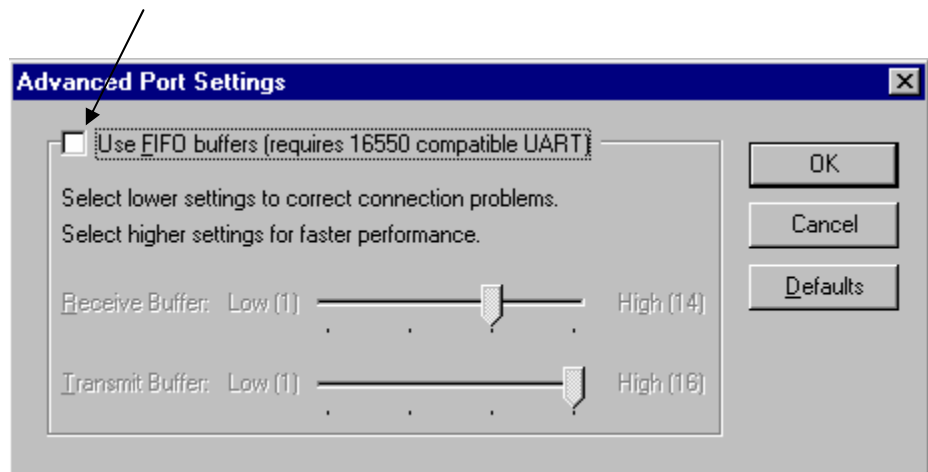 Advanced Port Settings
Use FIFO buffers (requires 16550 compatible UART)
Select lower settings to correct connection problems.
Select higher settings for faster performance.
Receive Buffer: Low (1) High (14)
Transmit Buffer: Low (1) High (16)
OK
Cancel
Defaults